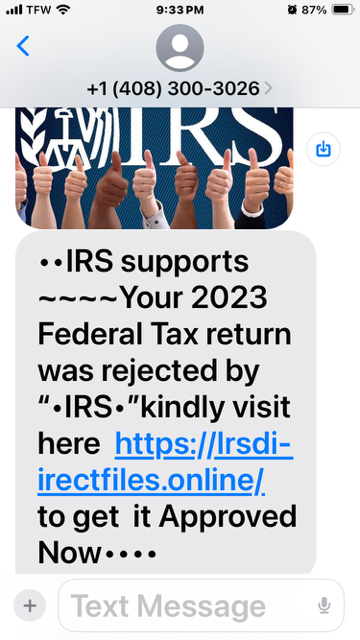 TFW 9:33 PM 87%
+1 (408) 300-3026
IRS
••IRS supports
~~~~Your 2023
Federal Tax return
was rejected by
“•IRS•”kindly visit
here https://Irsdi-
irectfiles.online/
to get it Approved
Now••••
Text Message